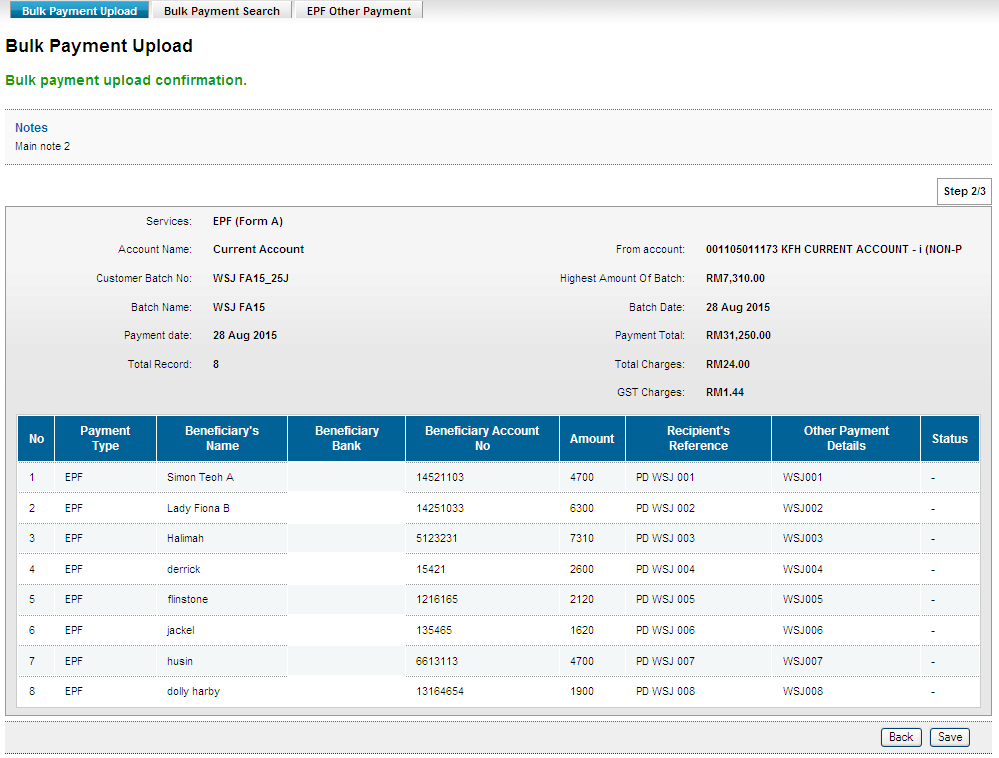 Bulk Payment Upload Bulk Payment Search EPF Other Payment
Bulk Payment Upload
Bulk payment upload confirmation.
Notes
Main note 2
Step 2/3
Services: EPF (Form A)
Account Name: Current Account From account: 001105011173 KFH CURRENT ACCOUNT - i (NON-P
Customer Batch No: WSJ FA15_25J Highest Amount Of Batch: RM7,310.00
Batch Name: WSJ FA15 Batch Date: 28 Aug 2015
Payment date: 28 Aug 2015 Payment Total: RM31,250.00
Total Record: 8 Total Charges: RM24.00
GST Charges: RM1.44
No Payment Type Beneficiary's Name Beneficiary Bank Beneficiary Account No Amount Recipient's Reference Other Payment Details Status
1 EPF Simon Teoh A 14521103 4700 PD WSJ 001 WSJ001 -
2 EPF Lady Fiona B 14251033 6300 PD WSJ 002 WSJ002 -
3 EPF Halimah 5123231 7310 PD WSJ 003 WSJ003 -
4 EPF derrick 15421 2600 PD WSJ 004 WSJ004 -
5 EPF flinstone 1216165 2120 PD WSJ 005 WSJ005 -
6 EPF jackel 135465 1620 PD WSJ 006 WSJ006 -
7 EPF husin 6613113 4700 PD WSJ 007 WSJ007 -
8 EPF dolly harby 13164654 1900 PD WSJ 008 WSJ008 -
Back Save